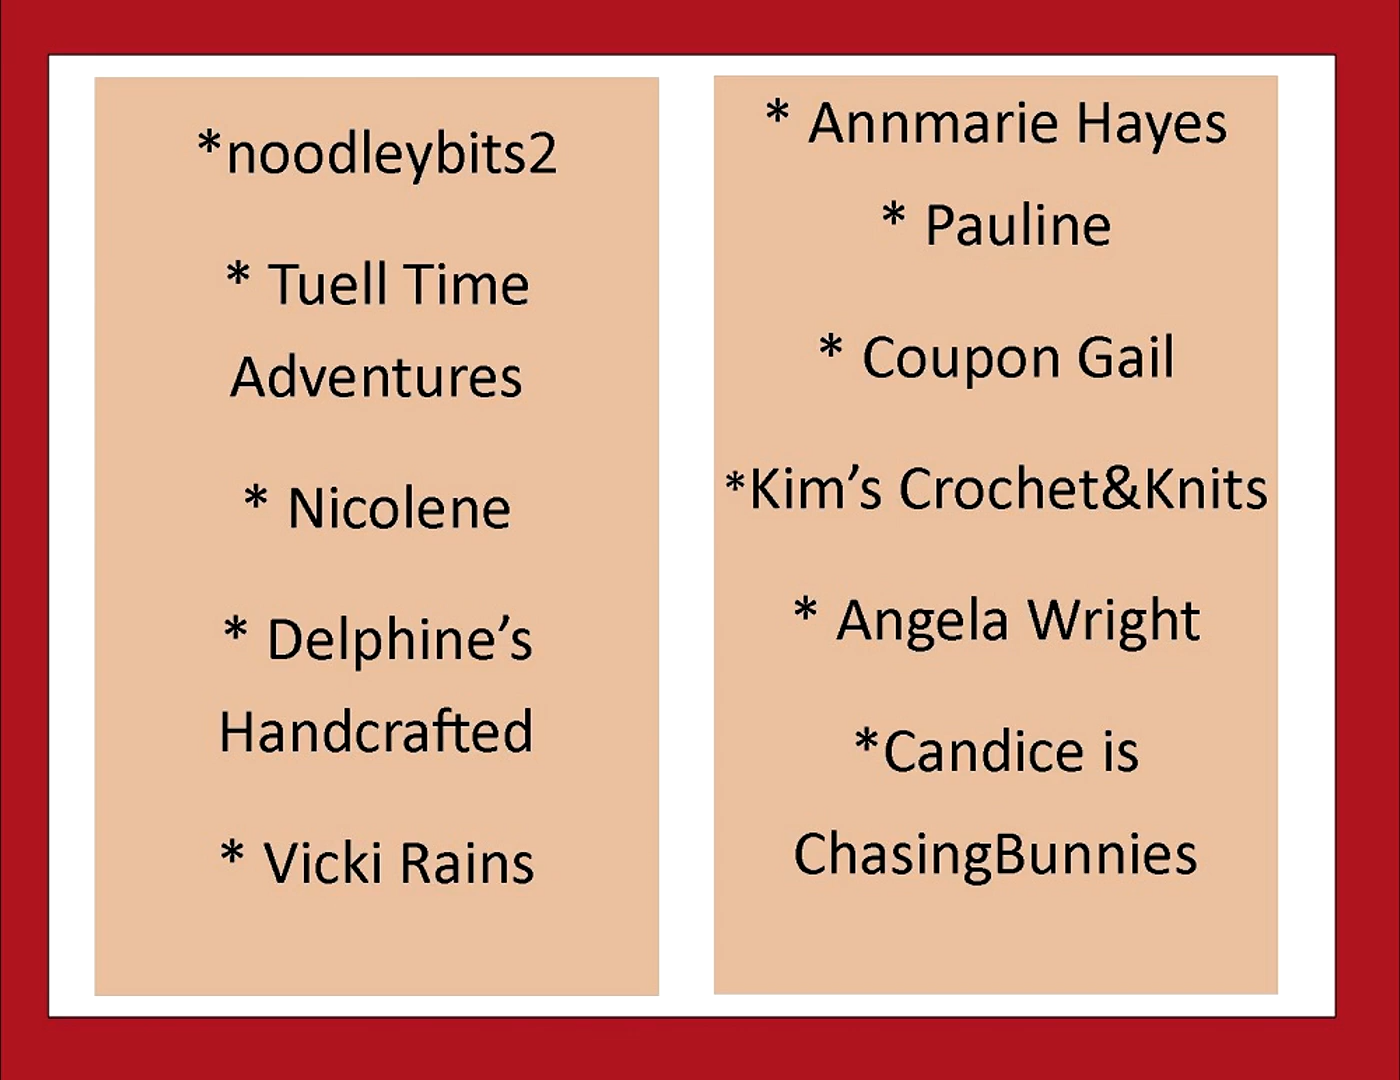 *noodleybits2
* Tuell Time
Adventures
* Nicolene
* Delphine’s
Handcrafted
* Vicki Rains
* Annmarie Hayes
* Pauline
* Coupon Gail
*Kim’s Crochet&Knits
* Angela Wright
*Candice is
ChasingBunnies